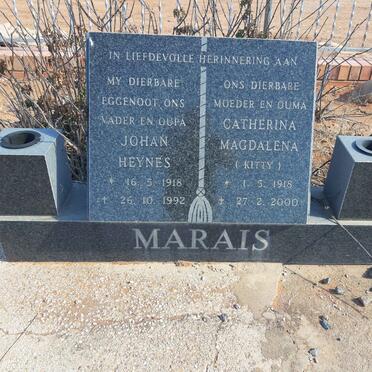 IN LIEFDEVOLLE HERINNERING AAN
MY DIERBARE
EGGENOOT ONS
VADER EN OUPA
JOHAN
HEYNES
* 16.5.1918
✝ 26.10.1992
ONS DIERBARE
MOEDER EN OUMA
CATHERINA
MAGDALENA
(KITTY)
* 1.5.1918
✝ 27.2.2000
MARAIS